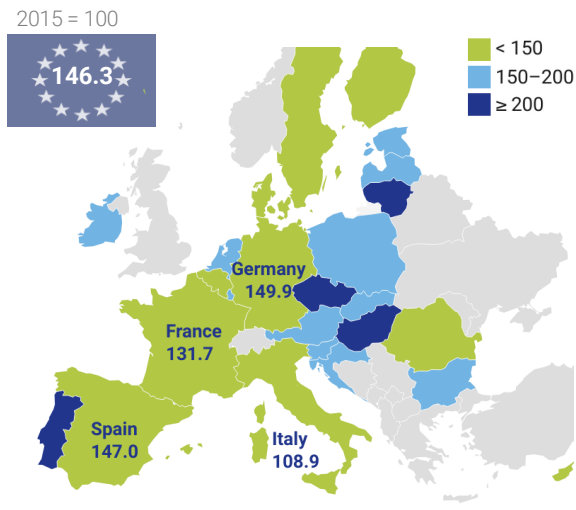 2015 = 100
146.3
< 150
150–200
≥ 200
Germany
149.9
France
131.7
Spain
147.0
Italy
108.9